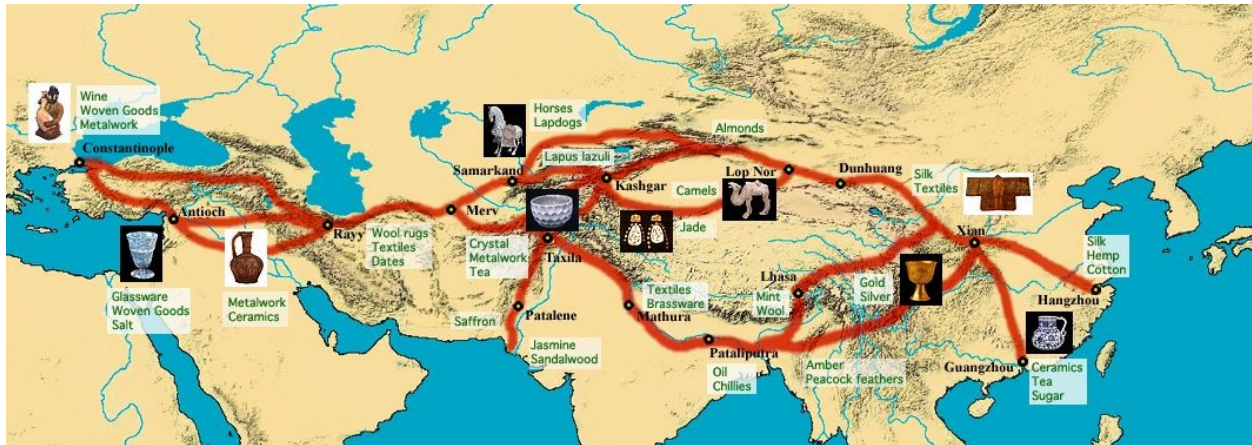 Wine
Woven Goods
Metalwork
Constantinople
Antioch
Glassware
Woven Goods
Salt
Metalwork
Ceramics
Rayy
Wool rugs
Textiles
Dates
Merv
Samarkand
Horses
Lapdogs
Lapus lazuli
Crystal
Metalwork
Tea
Taxila
Kashgar
Almonds
Camels
Jade
Lop Nor
Dunhuang
Silk
Textiles
Xian
Silk
Hemp
Cotton
Hangzhou
Saffron
Patalene
Jasmine
Sandalwood
Textiles
Brassware
Mathura
Pataliputra
Oil
Chillies
Lhasa
Mint
Wool
Gold
Silver
Amber
Peacock feathers
Guangzhou
Ceramics
Tea
Sugar